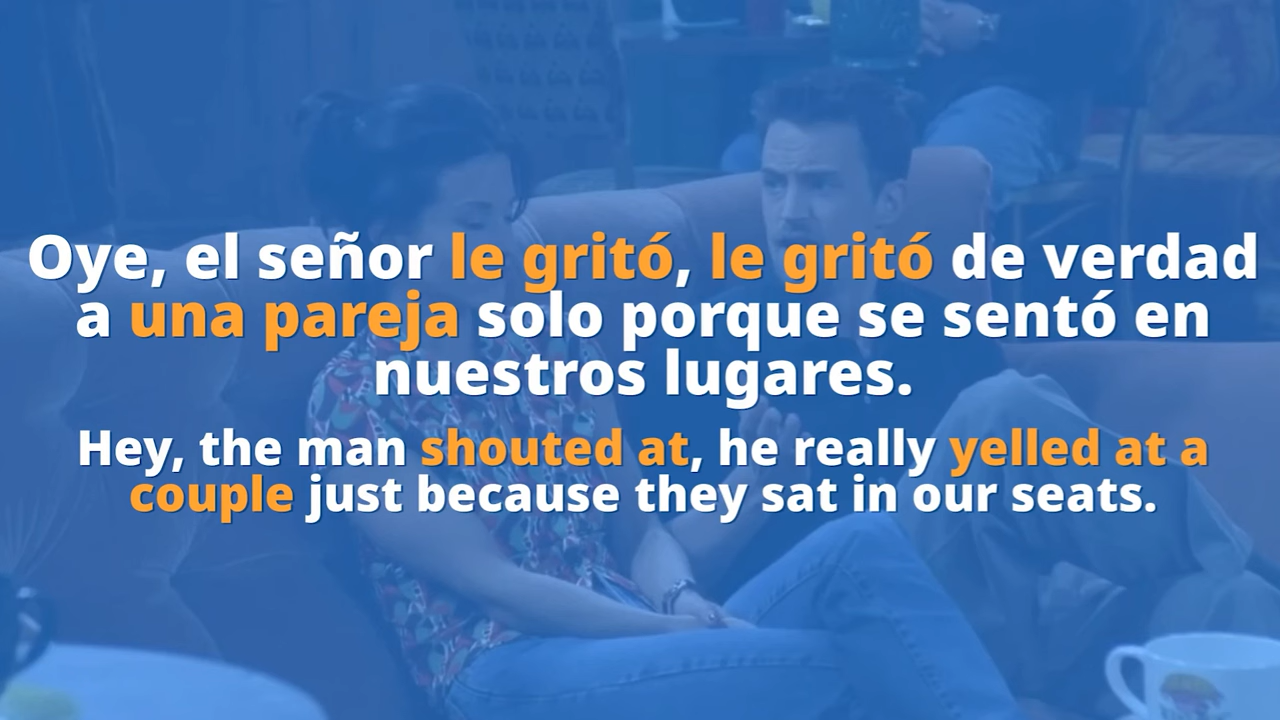 Oye, el señor le gritó, le gritó de verdad
a una pareja solo porque se sentó en
nuestros lugares.
Hey, the man shouted at, he really yelled at a
couple just because they sat in our seats.